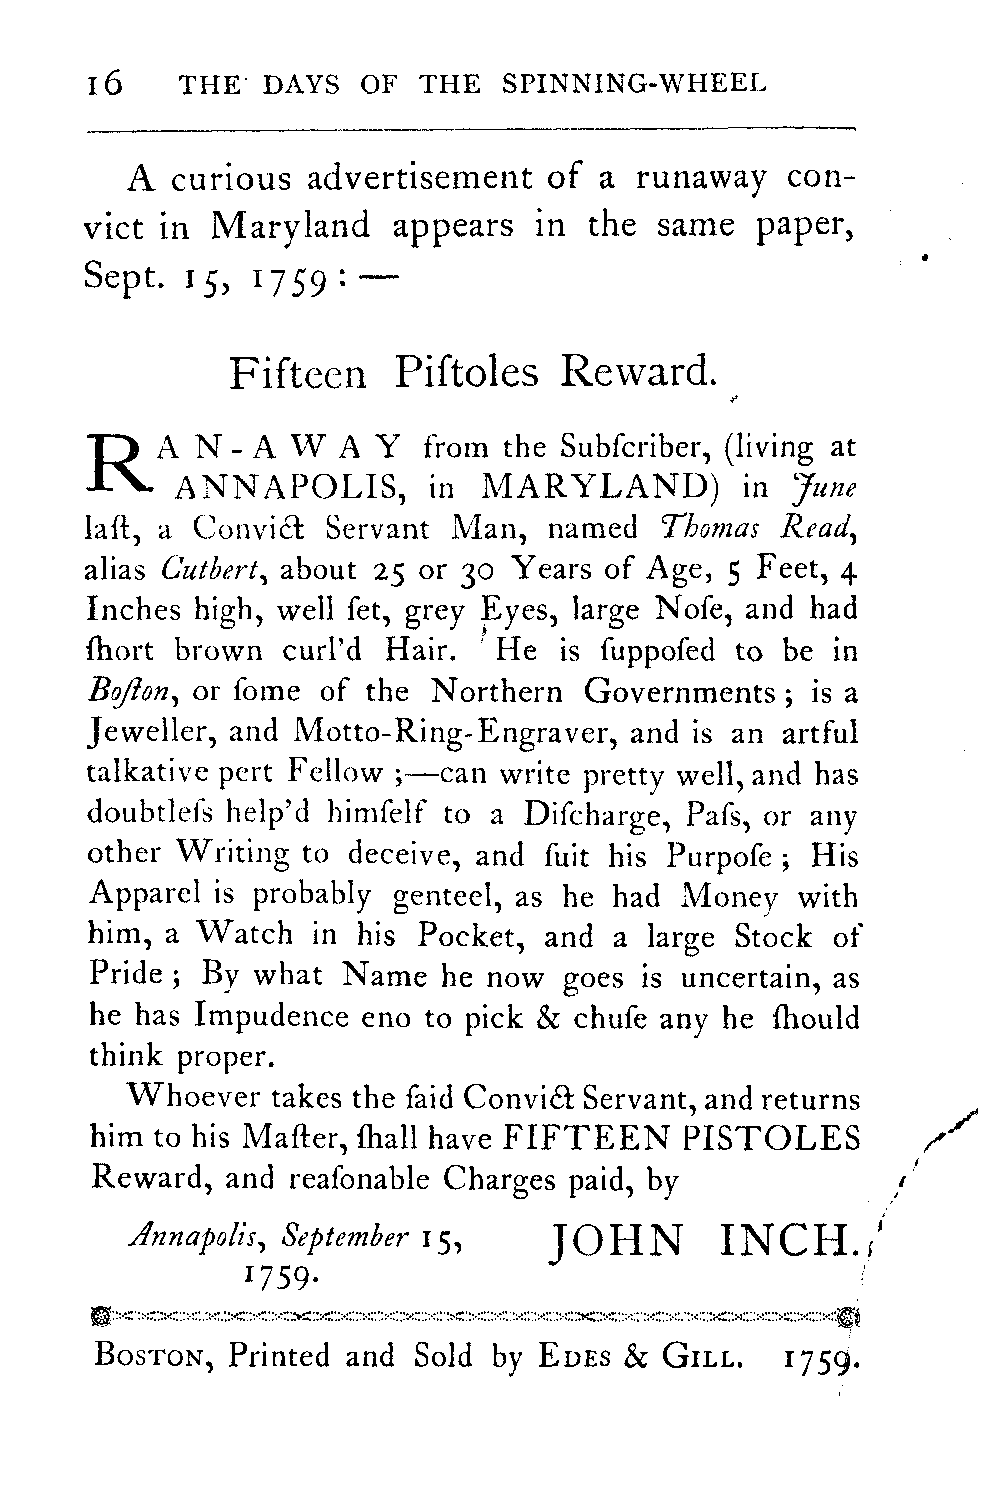 16 THE DAYS OF THE SPINNING-WHEEL
A curious advertisement of a runaway con-
vict in Maryland appears in the same paper,
Sept. 15, 1759: —
Fifteen Piſtoles Reward.
RAN-AWAY from the Subſcriber, (living at
ANNAPOLIS, in MARYLAND) in June
laſt, a Convict Servant Man, named Thomas Read,
alias Cutbert, about 25 or 30 Years of Age, 5 Feet, 4
Inches high, well ſet, grey Eyes, large Noſe, and had
ſhort brown curl'd Hair. He is ſuppoſed to be in
Boſton, or ſome of the Northern Governments; is a
Jeweller, and Motto-Ring-Engraver, and is an artful
talkative pert Fellow ;—can write pretty well, and has
doubtleſs help'd himſelf to a Diſcharge, Paſs, or any
other Writing to deceive, and ſuit his Purpoſe; His
Apparel is probably genteel, as he had Money with
him, a Watch in his Pocket, and a large Stock of
Pride; By what Name he now goes is uncertain, as
he has Impudence eno to pick & chuſe any he ſhould
think proper.
Whoever takes the ſaid Convict Servant, and returns
him to his Maſter, ſhall have FIFTEEN PISTOLES
Reward, and reaſonable Charges paid, by
Annapolis, September 15, JOHN INCH.
1759.
BOSTON, Printed and Sold by EDES & GILL. 1759.